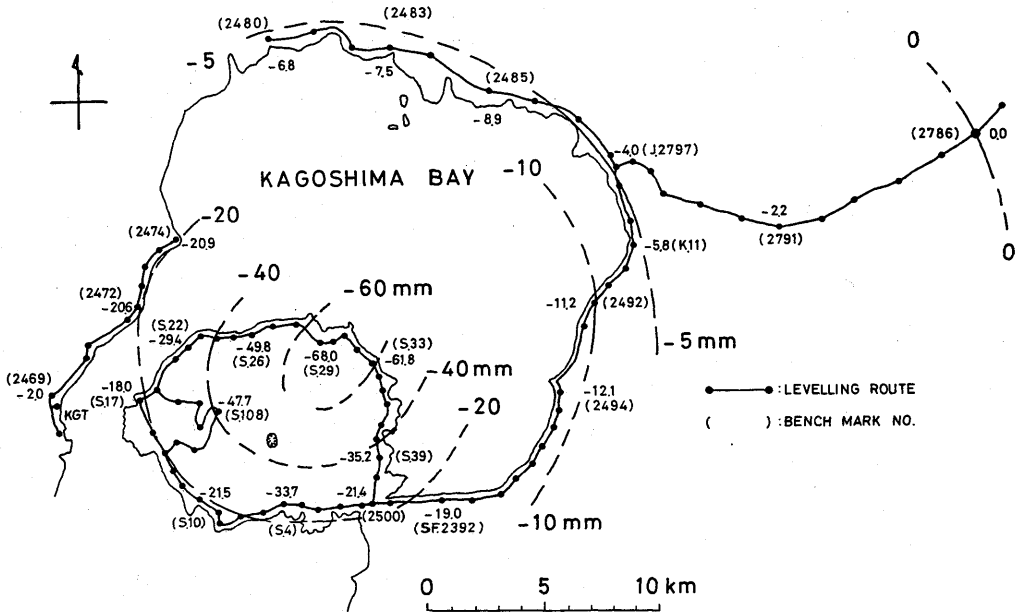 (2480)
(2483)
-5
-6.8
-7.5
(2485)
-8.9
0
(2786)
0.0
-4.0 (J.2797)
KAGOSHIMA BAY
-10
-2.2
(2791)
0
-20
(2474)
-20.9
-5.8 (K.11)
-40
-60 mm
(2472)
-20.6
-11.2
(2492)
(S.22)
-29.4
-49.8
(S.26)
-68.0
(S.29)
(S.33)
-61.8
-5 mm
(2469)
-2.0
KGT
-18.0
(S.17)
-47.7
(S.108)
-40 mm
-20
-12.1
(2494)
: LEVELLING ROUTE
( ) : BENCH MARK NO.
-35.2
(S.39)
-21.5
(S.10)
-33.7
(S.4)
-21.4
(2500)
-19.0
(SF.2392)
-10 mm
0 5 10 km